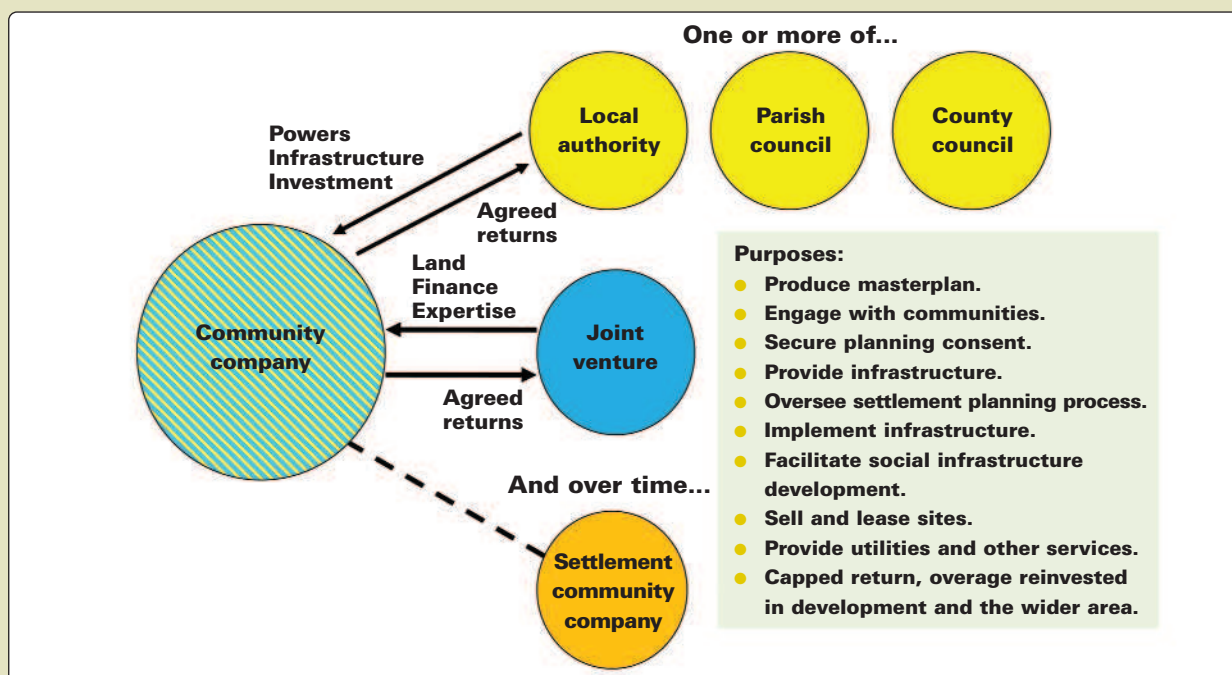 One or more of...
Local
authority
Parish
council
County
council
Powers
Infrastructure
Investment
Agreed
returns
Land
Finance
Expertise
Community
company
Joint
venture
Agreed
returns
And over time...
Settlement
community
company
Purposes:
● Produce masterplan.
● Engage with communities.
● Secure planning consent.
● Provide infrastructure.
● Oversee settlement planning process.
● Implement infrastructure.
● Facilitate social infrastructure
development.
● Sell and lease sites.
● Provide utilities and other services.
● Capped return, overage reinvested
in development and the wider area.